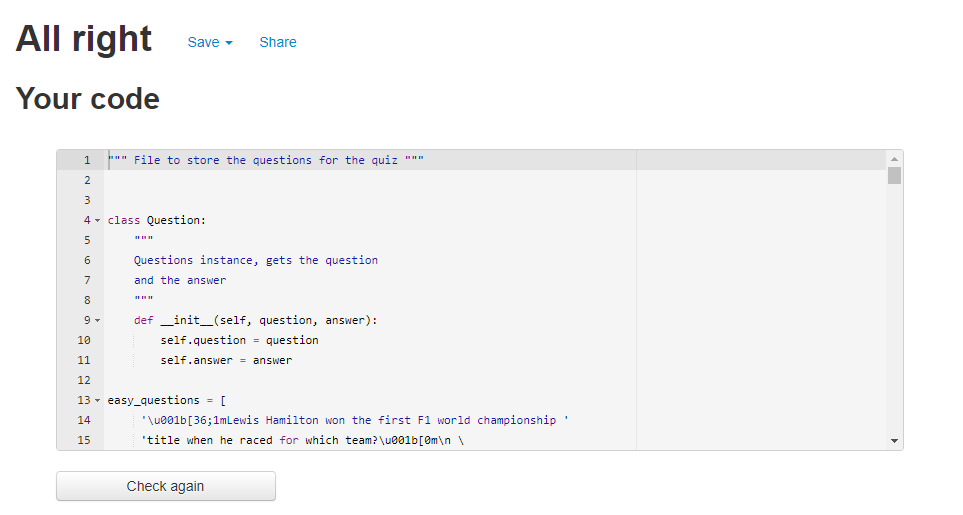 All right Save Share
Your code
1 """ File to store the questions for the quiz """
2
3
4 class Question:
5 """
6 Questions instance, gets the question
7 and the answer
8 """
9 def __init__(self, question, answer):
10 self.question = question
11 self.answer = answer
12
13 easy_questions = [
14 '\u001b[36;1mLewis Hamilton won the first F1 world championship '
15 'title when he raced for which team?\u001b[0m\n \
Check again